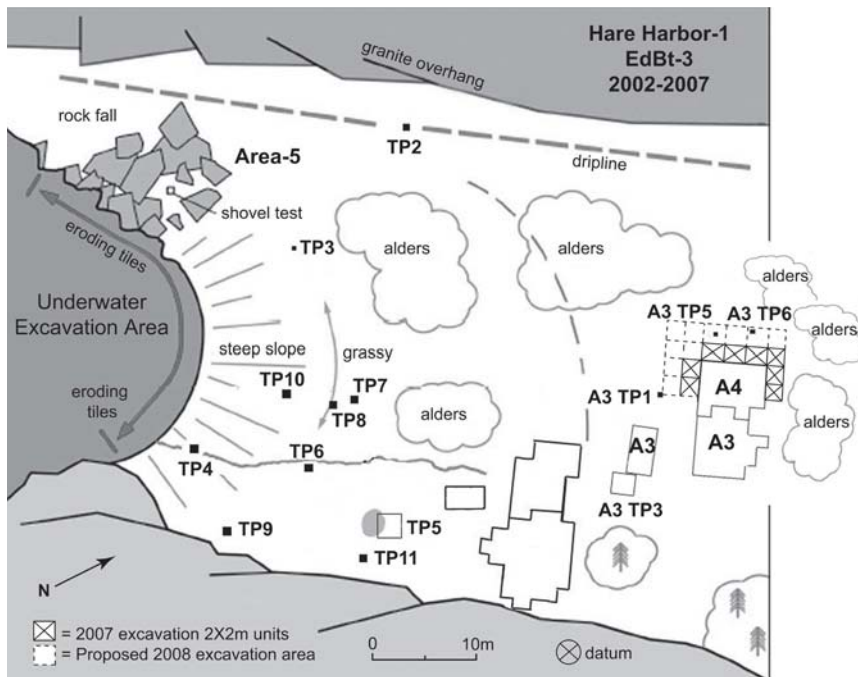 Hare Harbor-1
EdBt-3
2002-2007
granite overhang
rock fall
Area-5
TP2
dripline
shovel test
eroding tiles
TP3
alders
alders
alders
Underwater
Excavation Area
A3 TP5
A3 TP6
alders
steep slope
grassy
TP10
TP7
TP8
A3 TP1
A4
eroding
tiles
alders
alders
A3
A3
TP4
TP6
A3 TP3
TP9
TP5
TP11
N
= 2007 excavation 2X2m units
= Proposed 2008 excavation area
0
10m
datum